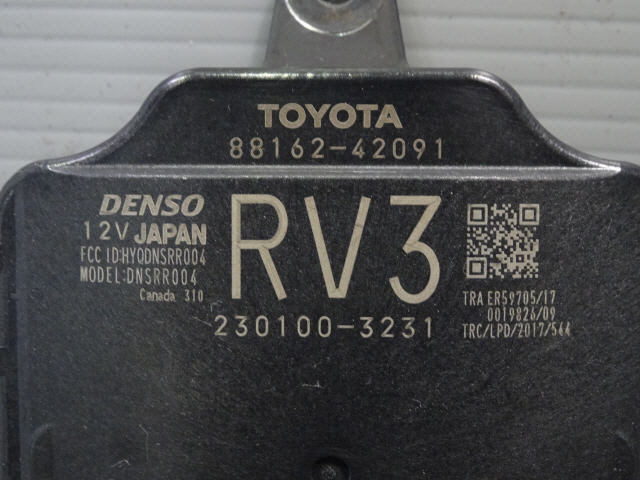 TOYOTA
88162-42091
DENSO
12V JAPAN
FCC ID:HYODNSRR004
MODEL:DNSRR004
Canada 310
RV3
230100-3231
TRA ER59705/17
0019826/09
TRC/LPD/2017/544